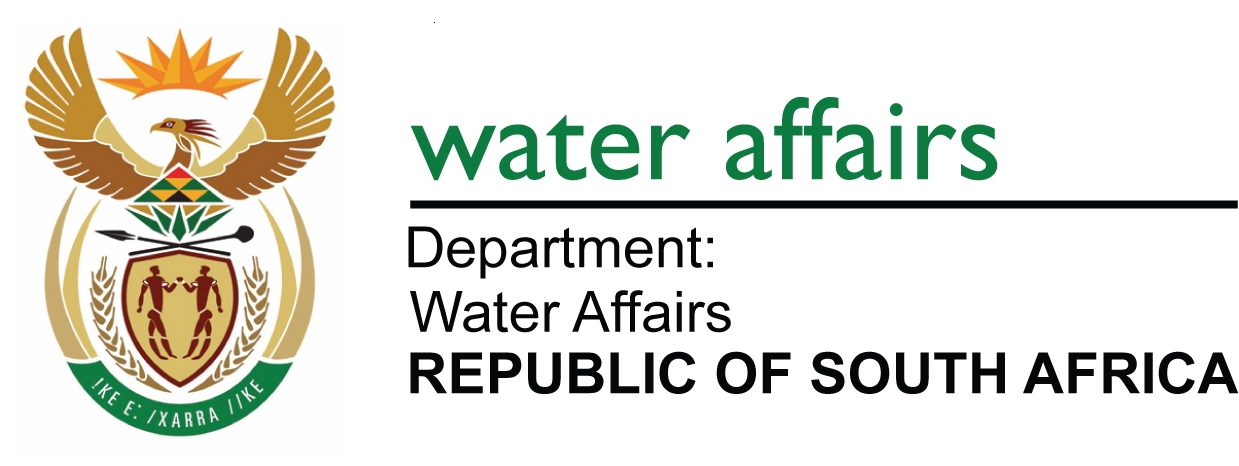 water affairs
Department:
Water Affairs
REPUBLIC OF SOUTH AFRICA
!KE E: /XARRA //KE